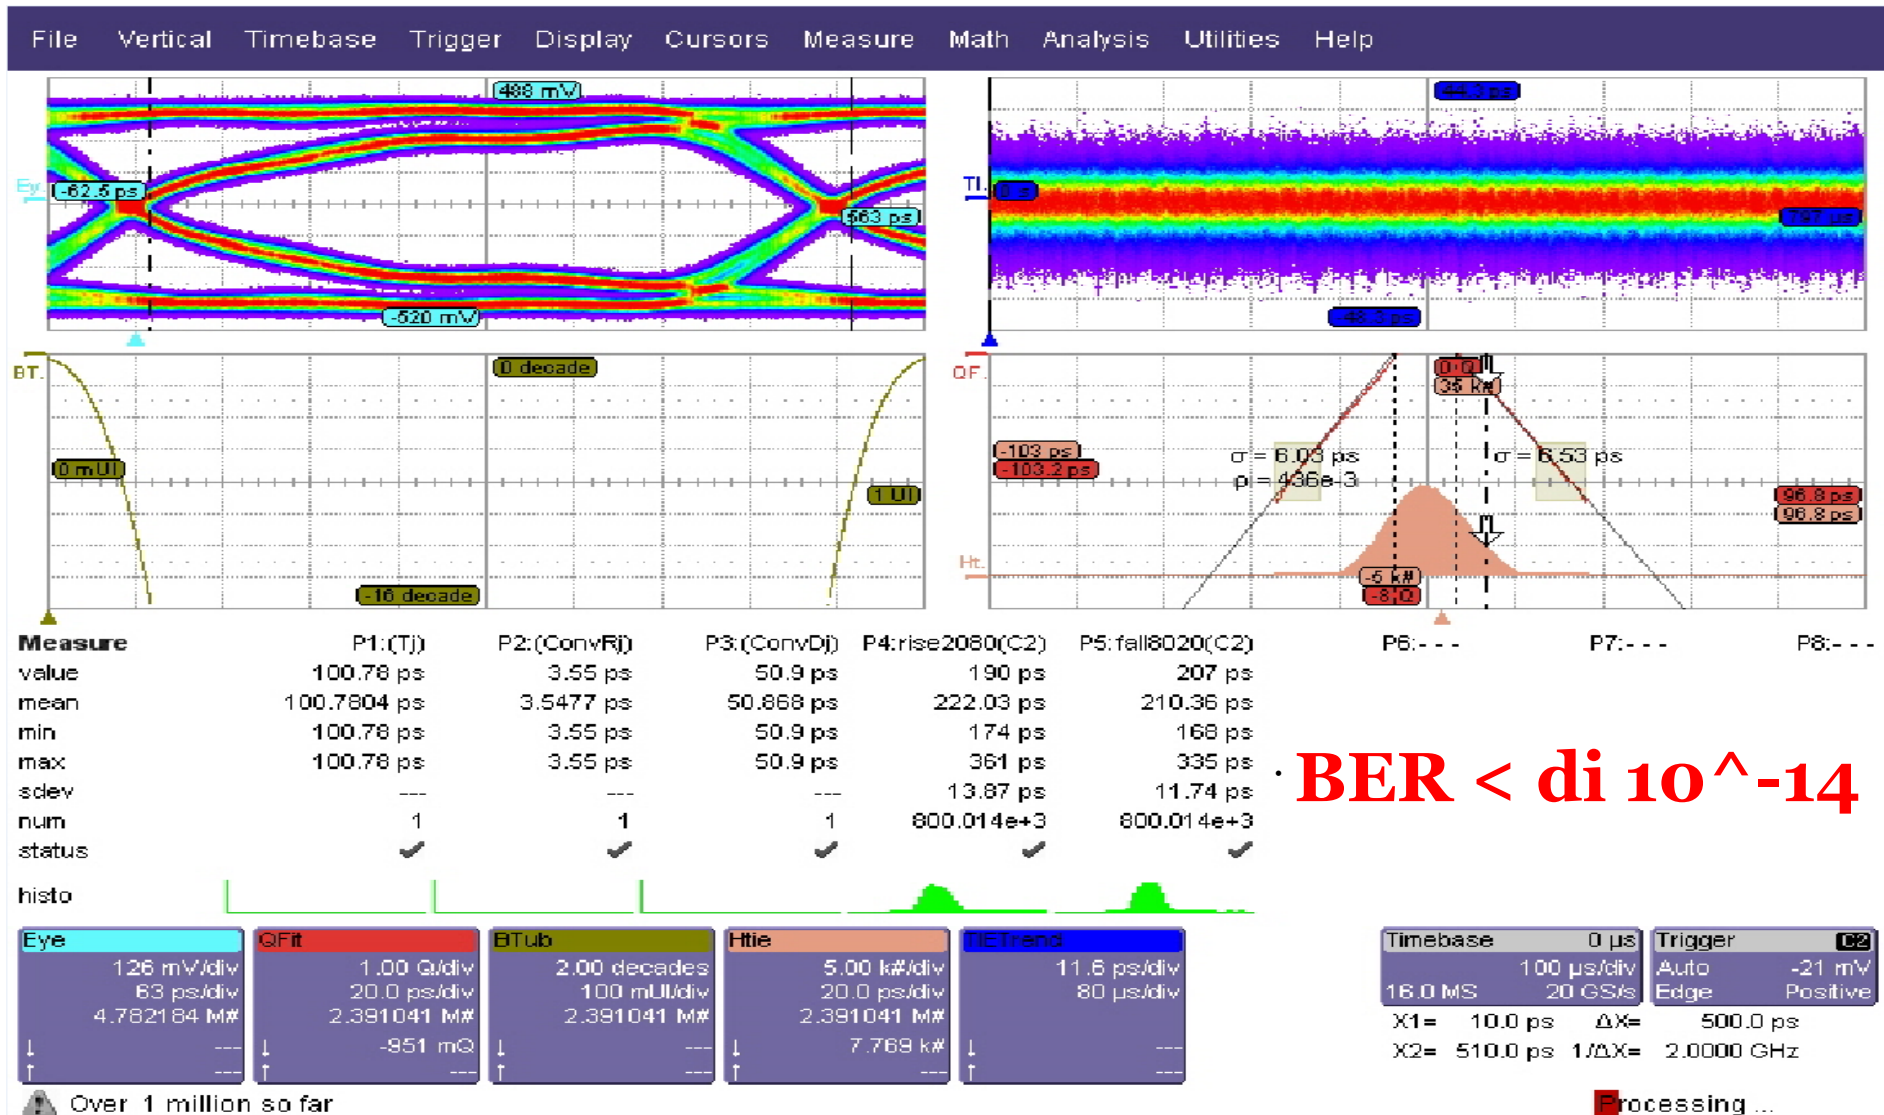 File Vertical Timebase Trigger Display Cursors Measure Math Analysis Utilities Help
488 mV
44.3 ps
Ey.
-62.5 ps
563 ps
-520 mV
TI.
0 s
797 µs
-48.3 ps
BT.
0 decade
0 mUI
1 UI
-16 decade
QF.
0 Q
35 k#
-103 ps
-103.2 ps
σ = 6.03 ps
ρ = 436e-3
σ = 6.53 ps
96.8 ps
96.8 ps
Ht.
-5 k#
-8 Q
Measure P1:(Tj) P2:(ConvRj) P3:(ConvDj) P4:rise2080(C2) P5:fall8020(C2) P6:- - - P7:- - - P8:- - -
value 100.78 ps 3.55 ps 50.9 ps 190 ps 207 ps
mean 100.7804 ps 3.5477 ps 50.868 ps 222.03 ps 210.36 ps
min 100.78 ps 3.55 ps 50.9 ps 174 ps 168 ps
max 100.78 ps 3.55 ps 50.9 ps 361 ps 335 ps
sdev --- --- --- 13.87 ps 11.74 ps
num 1 1 1 800.014e+3 800.014e+3
status
histo
· BER < di 10^-14
Eye
126 mV/div
63 ps/div
4.782184 M#
---
---
QFit
1.00 Q/div
20.0 ps/div
2.391041 M#
-951 mQ
---
BTub
2.00 decades
100 mUI/div
2.391041 M#
---
---
Htie
5.00 k#/div
20.0 ps/div
2.391041 M#
7.769 k#
---
TIETrend
11.6 ps/div
80 µs/div
---
---
Timebase 0 µs
100 µs/div
16.0 MS 20 GS/s
Trigger C2
Auto -21 mV
Edge Positive
X1= 10.0 ps ΔX= 500.0 ps
X2= 510.0 ps 1/ΔX= 2.0000 GHz
Over 1 million so far
Processing ...